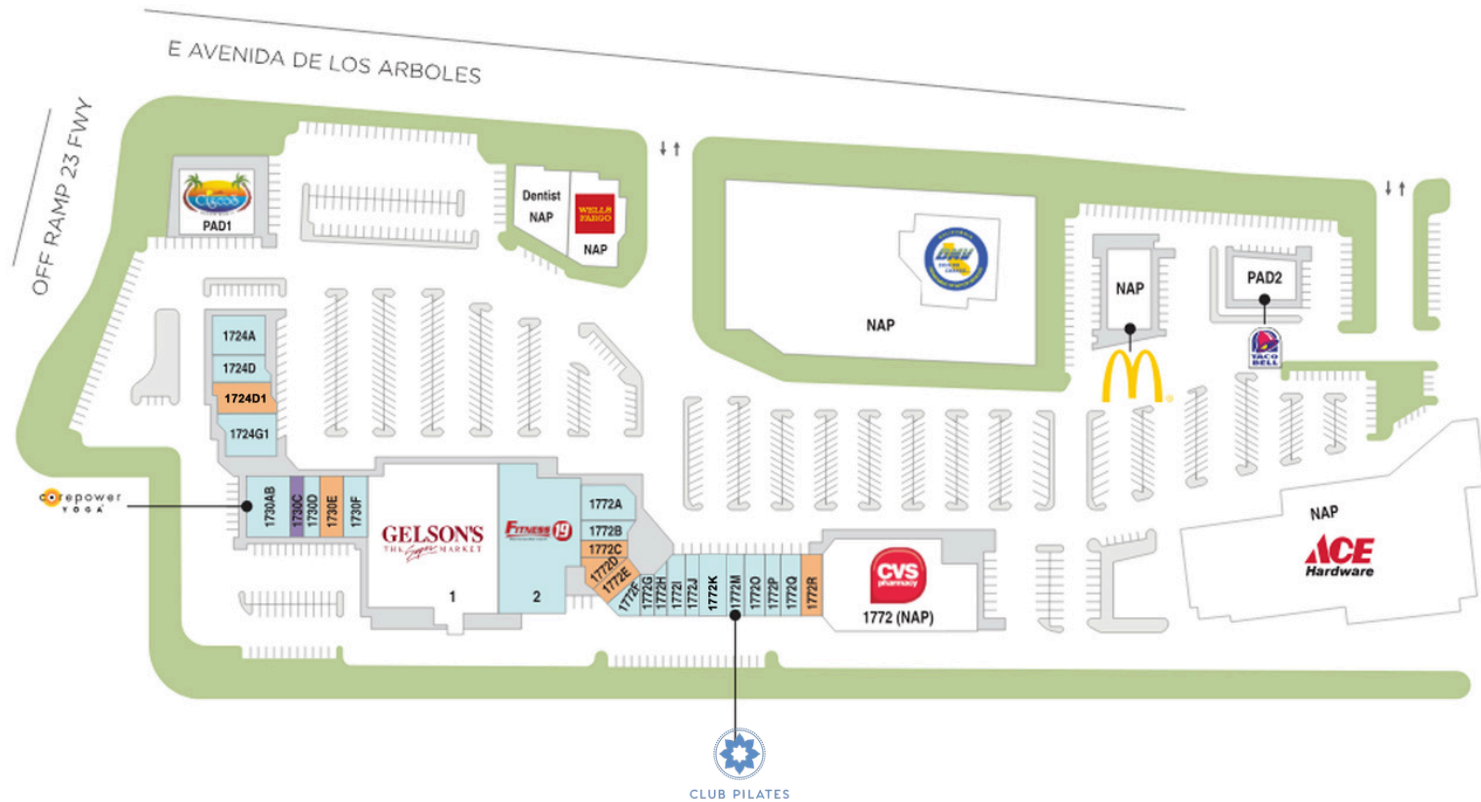 E AVENIDA DE LOS ARBOLES
OFF RAMP 23 FWY
Cisco's
PAD1
Dentist
NAP
WELLS
FARGO
NAP
CALIFORNIA
DMV
NAP
NAP
PAD2
TACO
BELL
1724A
1724D
1724D1
1724G1
corepower
YOGA
1730AB
1730C
1730D
1730E
1730F
GELSON'S
THE Super MARKET
1
FITNESS 19
2
1772A
1772B
1772C
1772D
1772E
1772F
1772G
1772H
1772I
1772J
1772K
1772M
1772O
1772P
1772Q
1772R
CVS
pharmacy
1772 (NAP)
NAP
ACE
Hardware
CLUB PILATES